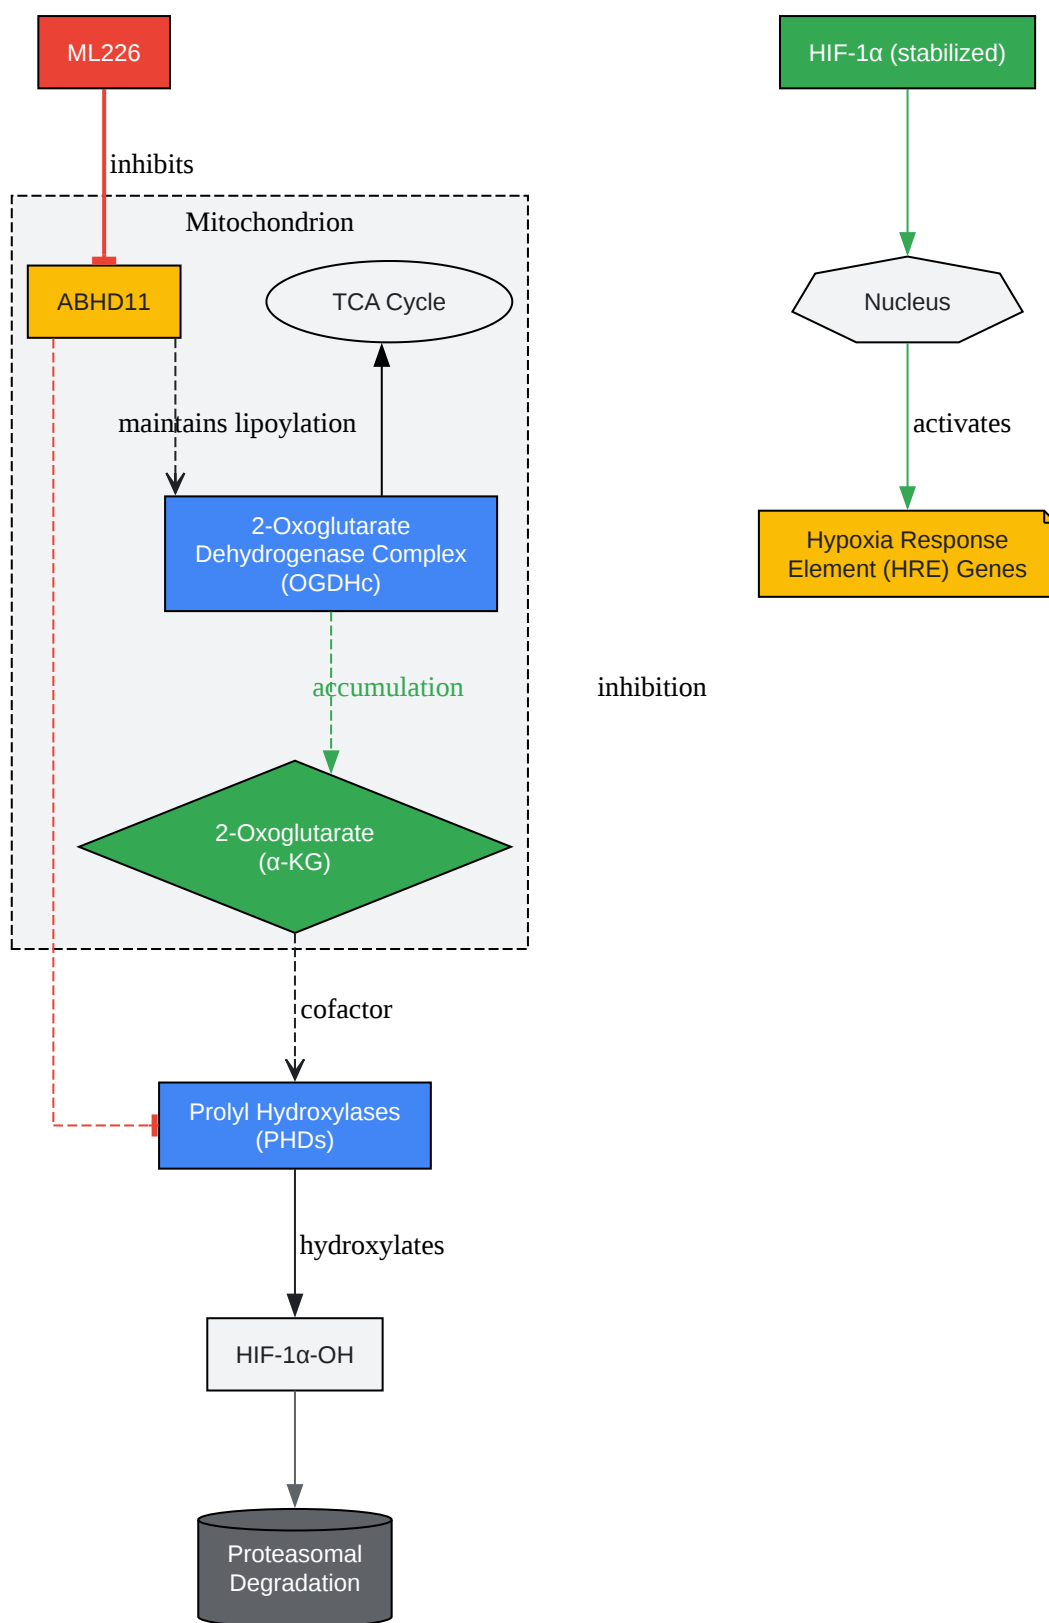 ML226
HIF-1α (stabilized)
inhibits
Mitochondrion
ABHD11
TCA Cycle
Nucleus
maintains lipoylation
activates
2-Oxoglutarate
Dehydrogenase Complex
(OGDHc)
Hypoxia Response
Element (HRE) Genes
accumulation
inhibition
2-Oxoglutarate
(α-KG)
cofactor
Prolyl Hydroxylases
(PHDs)
hydroxylates
HIF-1α-OH
Proteasomal
Degradation